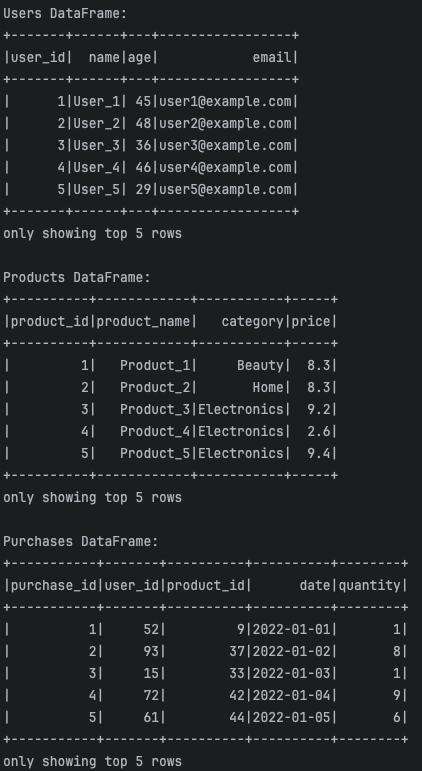 Users DataFrame:
+-------+------+---+-----------------+
|user_id|  name|age|            email|
+-------+------+---+-----------------+
|      1|User_1| 45|user1@example.com|
|      2|User_2| 48|user2@example.com|
|      3|User_3| 36|user3@example.com|
|      4|User_4| 46|user4@example.com|
|      5|User_5| 29|user5@example.com|
+-------+------+---+-----------------+
only showing top 5 rows

Products DataFrame:
+----------+------------+-----------+-----+
|product_id|product_name|   category|price|
+----------+------------+-----------+-----+
|         1|   Product_1|     Beauty|  8.3|
|         2|   Product_2|       Home|  8.3|
|         3|   Product_3|Electronics|  9.2|
|         4|   Product_4|Electronics|  2.6|
|         5|   Product_5|Electronics|  9.4|
+----------+------------+-----------+-----+
only showing top 5 rows

Purchases DataFrame:
+-----------+-------+----------+----------+--------+
|purchase_id|user_id|product_id|      date|quantity|
+-----------+-------+----------+----------+--------+
|          1|     52|         9|2022-01-01|       1|
|          2|     93|        37|2022-01-02|       8|
|          3|     15|        33|2022-01-03|       1|
|          4|     72|        42|2022-01-04|       9|
|          5|     61|        44|2022-01-05|       6|
+-----------+-------+----------+----------+--------+
only showing top 5 rows